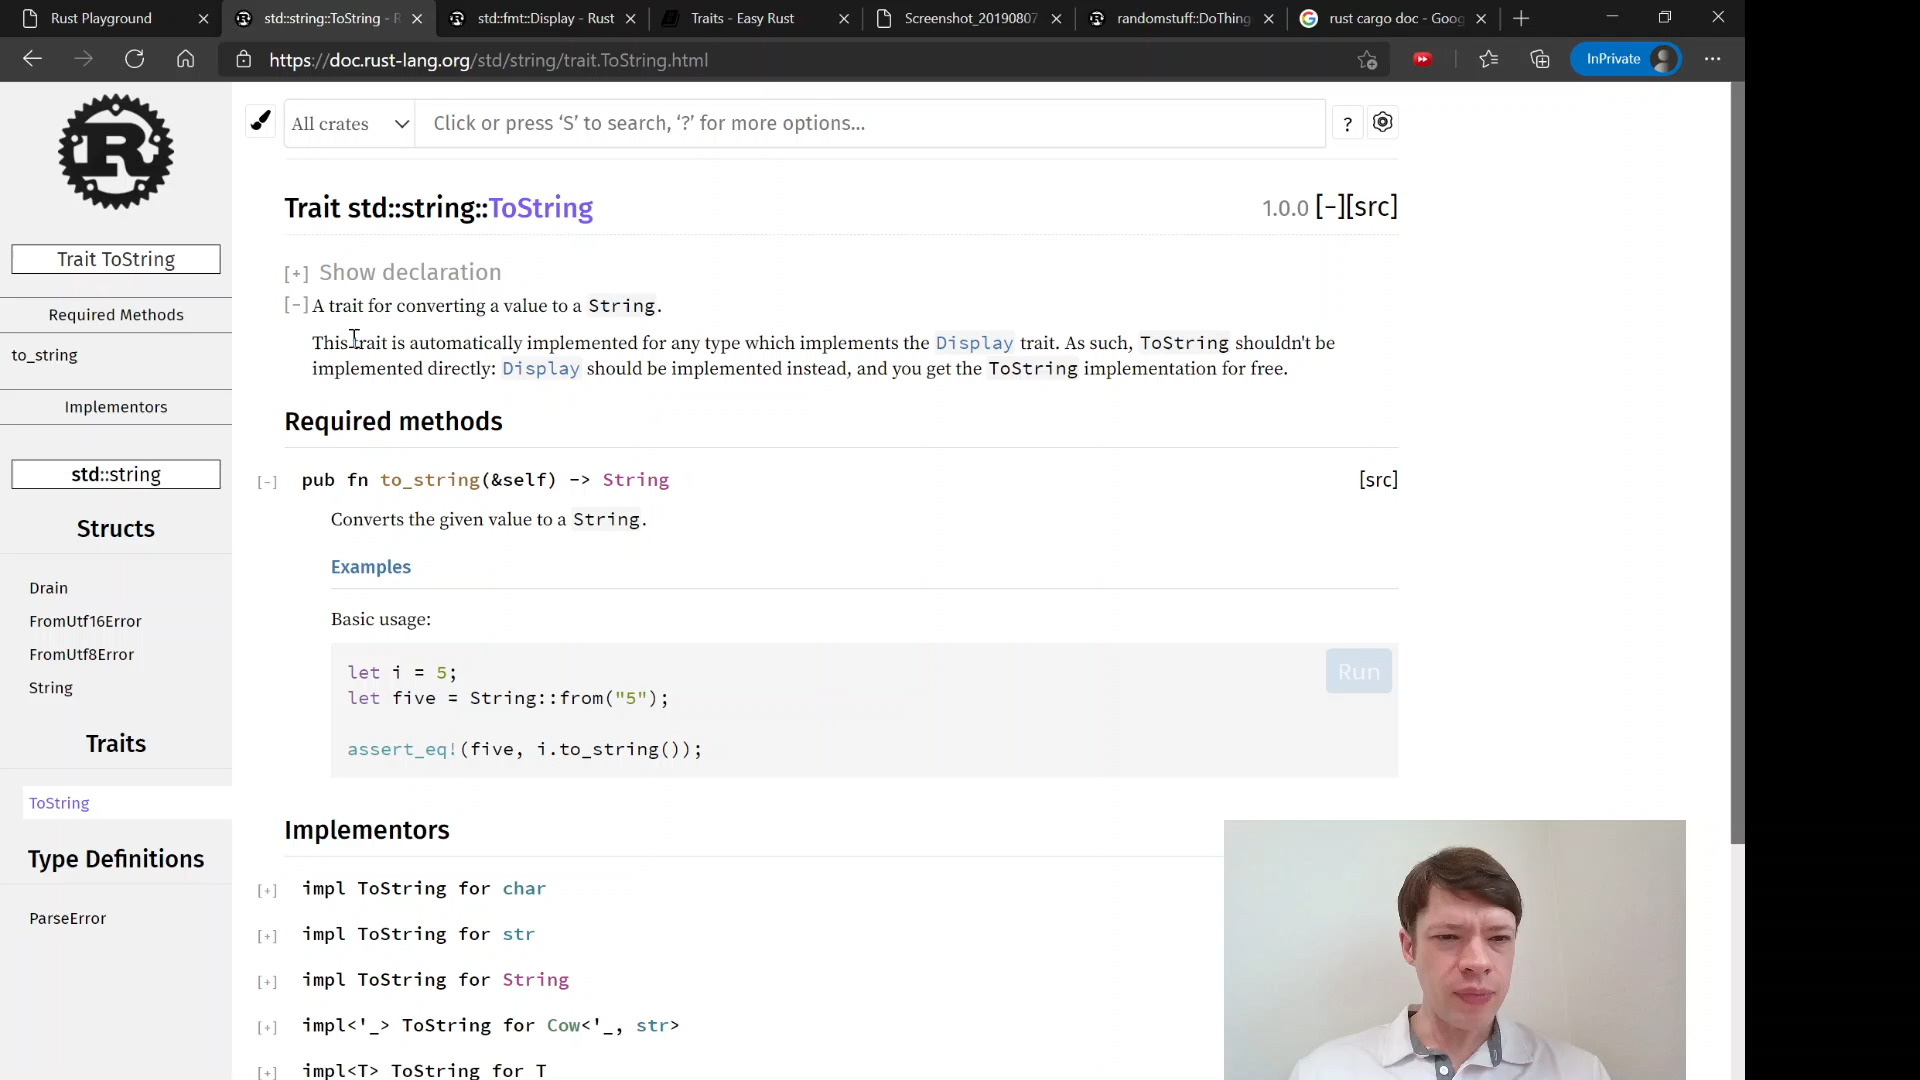 Rust Playground
std::string::ToString - R
std::fmt::Display - Rust
Traits - Easy Rust
Screenshot_20190807
randomstuff::DoThing
rust cargo doc - Goog
https://doc.rust-lang.org/std/string/trait.ToString.html
InPrivate
R
Trait ToString
Required Methods
to_string
Implementors
std::string
Structs
Drain
FromUtf16Error
FromUtf8Error
String
Traits
ToString
Type Definitions
ParseError
All crates
Click or press ‘S’ to search, ‘?’ for more options…
?
Trait std::string::ToString
1.0.0 [-][src]
[+] Show declaration
[-] A trait for converting a value to a String.
This trait is automatically implemented for any type which implements the Display trait. As such, ToString shouldn't be
implemented directly: Display should be implemented instead, and you get the ToString implementation for free.
Required methods
[-] pub fn to_string(&self) -> String
[src]
Converts the given value to a String.
Examples
Basic usage:
let i = 5;
let five = String::from("5");
assert_eq!(five, i.to_string());
Run
Implementors
[+] impl ToString for char
[+] impl ToString for str
[+] impl ToString for String
[+] impl<'_> ToString for Cow<'_, str>
[+] impl<T> ToString for T